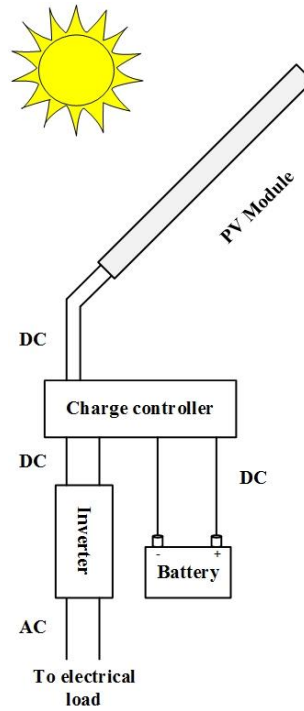 PV Module
DC
Charge controller
DC
DC
Inverter
- +
Battery
AC
To electrical
load